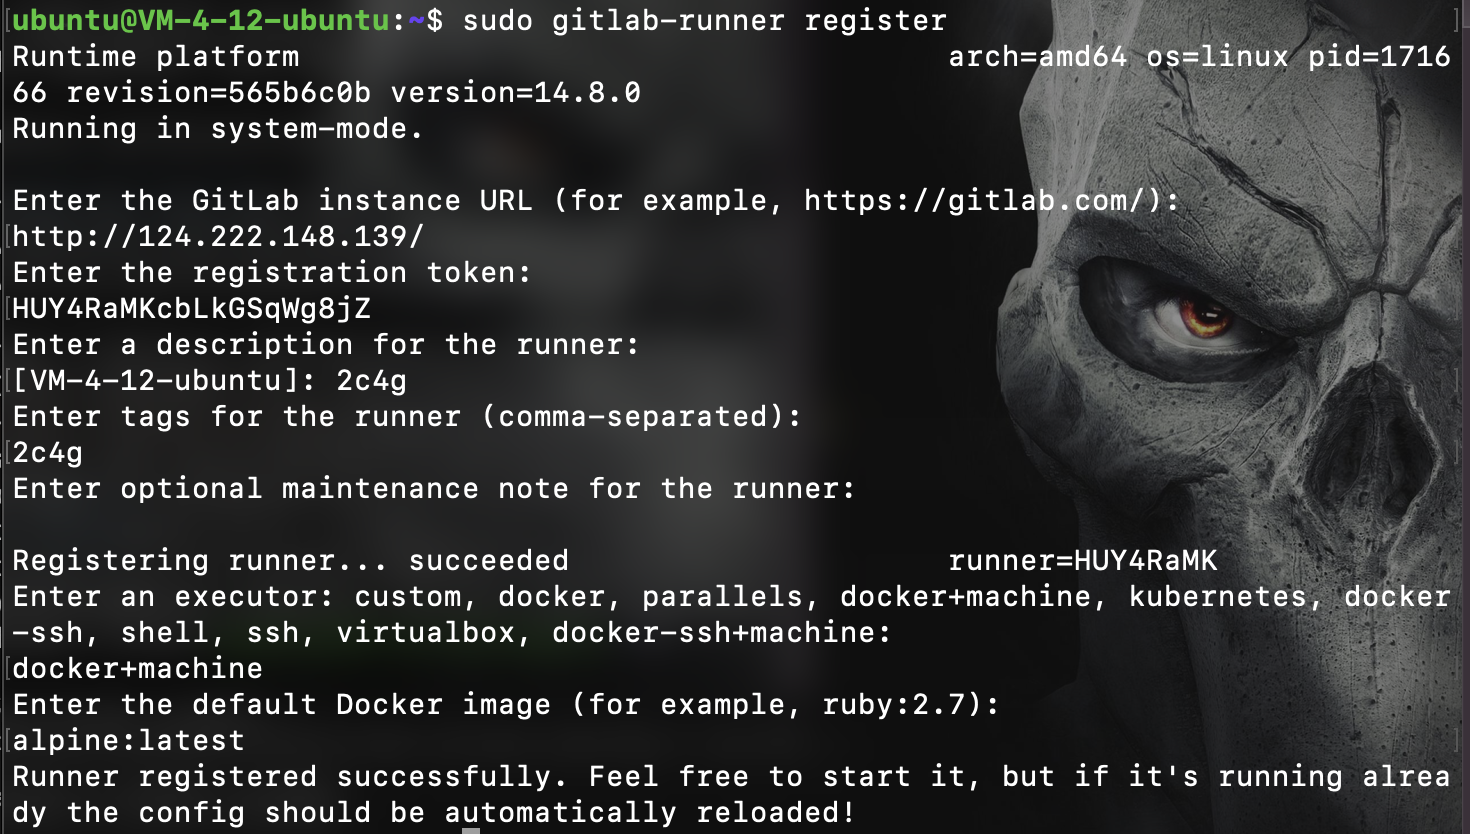 ubuntu@VM-4-12-ubuntu:~$ sudo gitlab-runner register
Runtime platform                                    arch=amd64 os=linux pid=1716
66 revision=565b6c0b version=14.8.0
Running in system-mode.
Enter the GitLab instance URL (for example, https://gitlab.com/):
http://124.222.148.139/
Enter the registration token:
HUY4RaMKcbLkGSqWg8jZ
Enter a description for the runner:
[VM-4-12-ubuntu]: 2c4g
Enter tags for the runner (comma-separated):
2c4g
Enter optional maintenance note for the runner:
Registering runner... succeeded                     runner=HUY4RaMK
Enter an executor: custom, docker, parallels, docker+machine, kubernetes, docker
-ssh, shell, ssh, virtualbox, docker-ssh+machine:
docker+machine
Enter the default Docker image (for example, ruby:2.7):
alpine:latest
Runner registered successfully. Feel free to start it, but if it's running alrea
dy the config should be automatically reloaded!